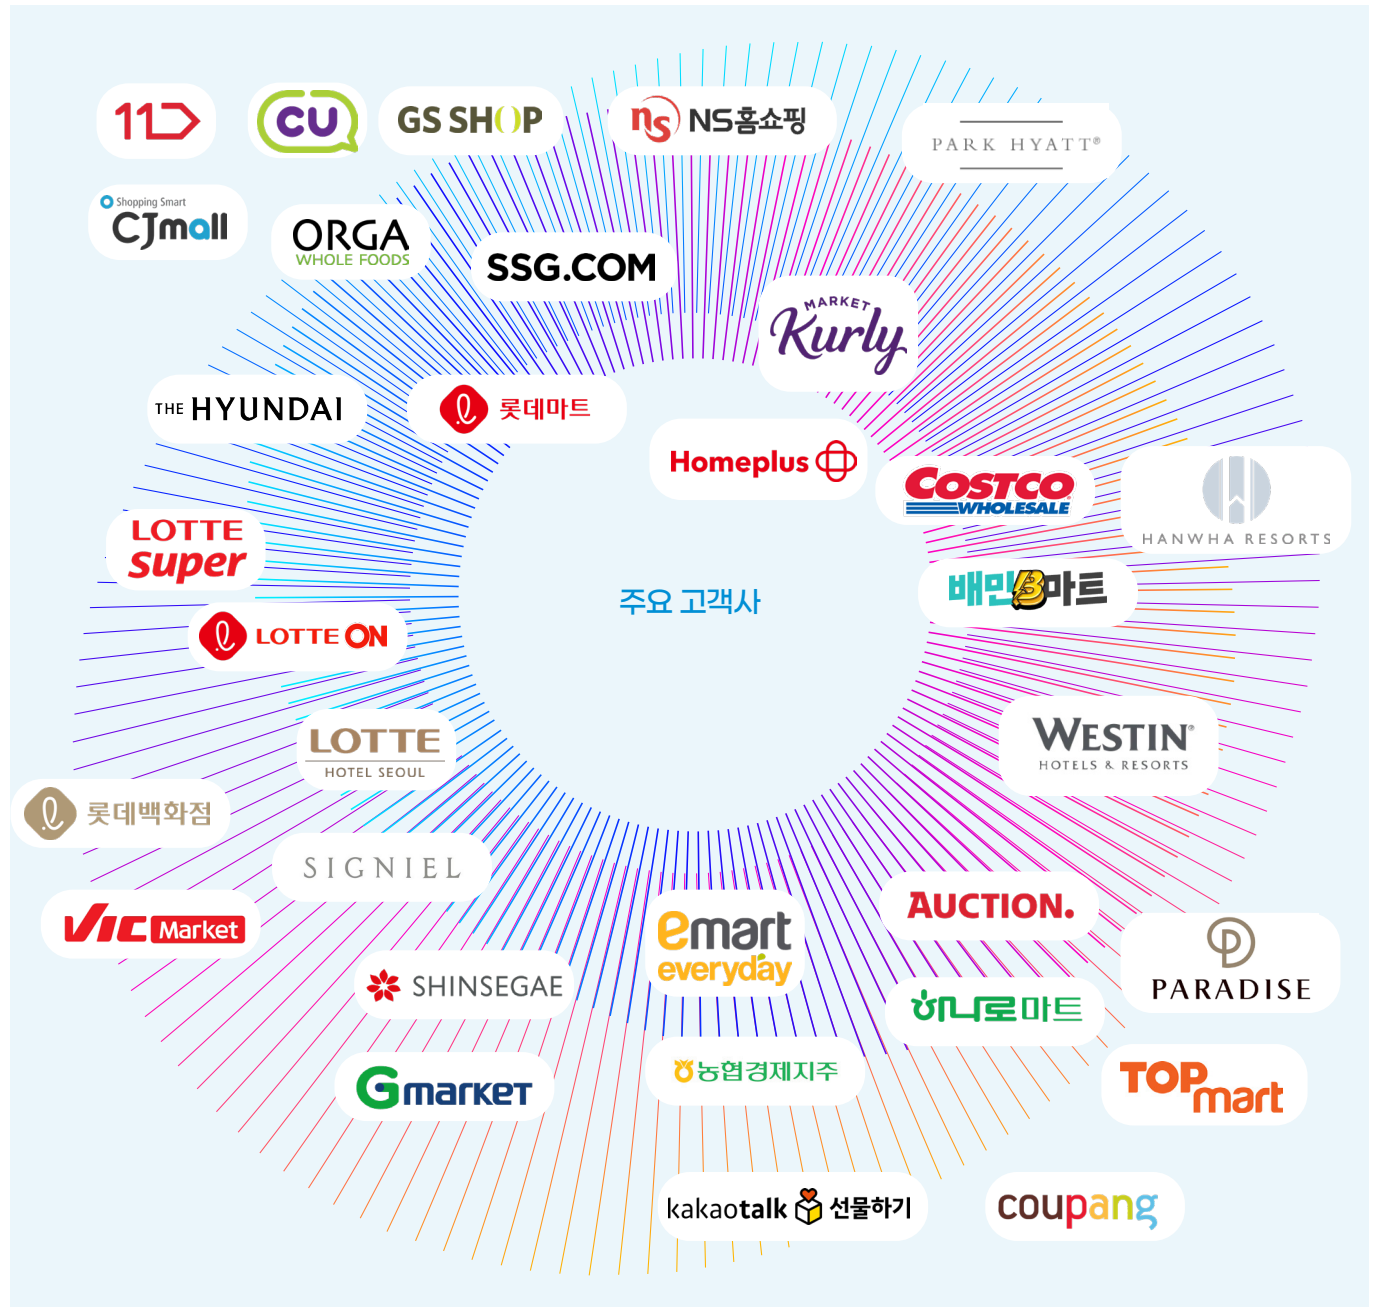 11
CU
GS SHOP
ns NS홈쇼핑
PARK HYATT®
Shopping Smart
CJmall
ORGA
WHOLE FOODS
SSG.COM
MARKET
Kurly
THE HYUNDAI
롯데마트
Homeplus
COSTCO
WHOLESALE
HANWHA RESORTS
LOTTE
super
배민B마트
주요 고객사
LOTTE ON
LOTTE
HOTEL SEOUL
WESTIN®
HOTELS & RESORTS
롯데백화점
SIGNIEL
VIC Market
AUCTION.
emart
everyday
SHINSEGAE
PARADISE
하나로마트
Gmarket
농협경제지주
TOP
mart
kakaotalk 선물하기
coupang